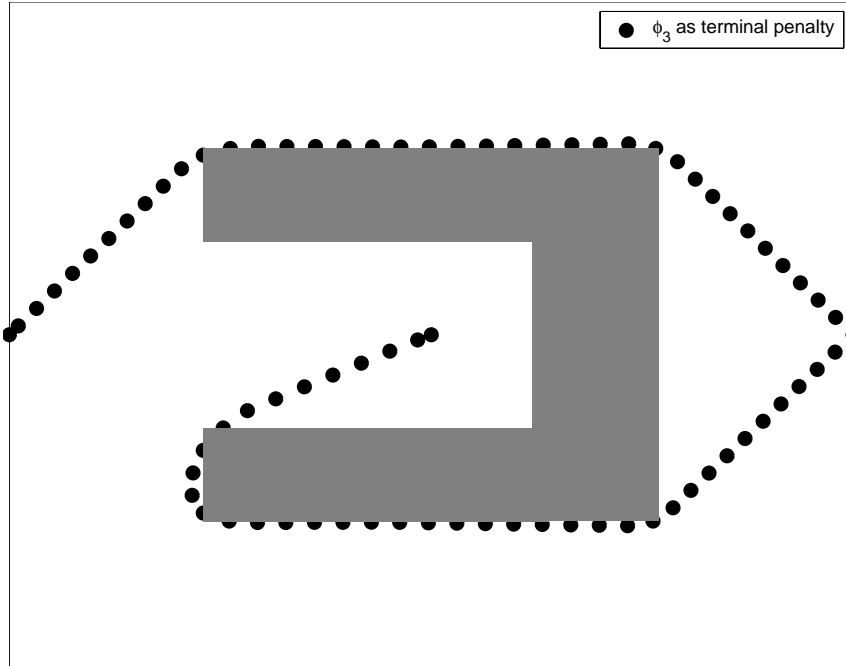 ϕ₃ as terminal penalty